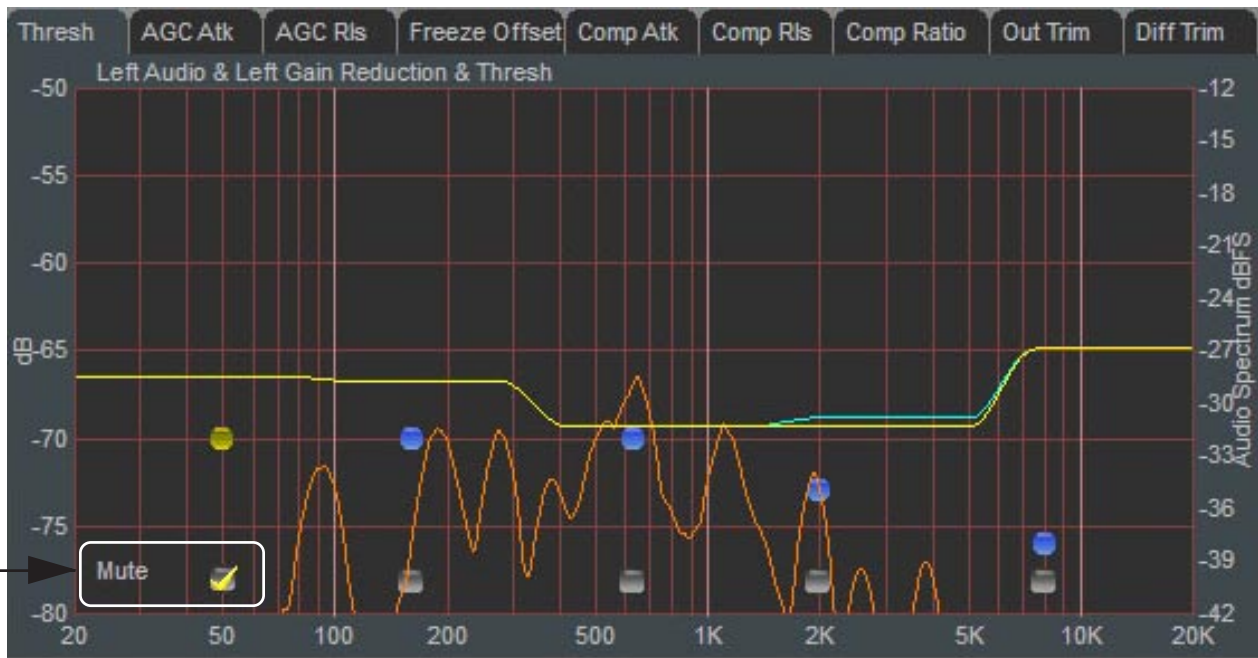 Thresh AGC Atk AGC Rls Freeze Offset Comp Atk Comp Rls Comp Ratio Out Trim Diff Trim
Left Audio & Left Gain Reduction & Thresh
-50 -12
-15
-55
-18
-60
-21
-24
dB
-65
-27
-30
Audio Spectrum dBFS
-70
-33
-36
-75
-39
Mute
-80 -42
20 50 100 200 500 1K 2K 5K 10K 20K